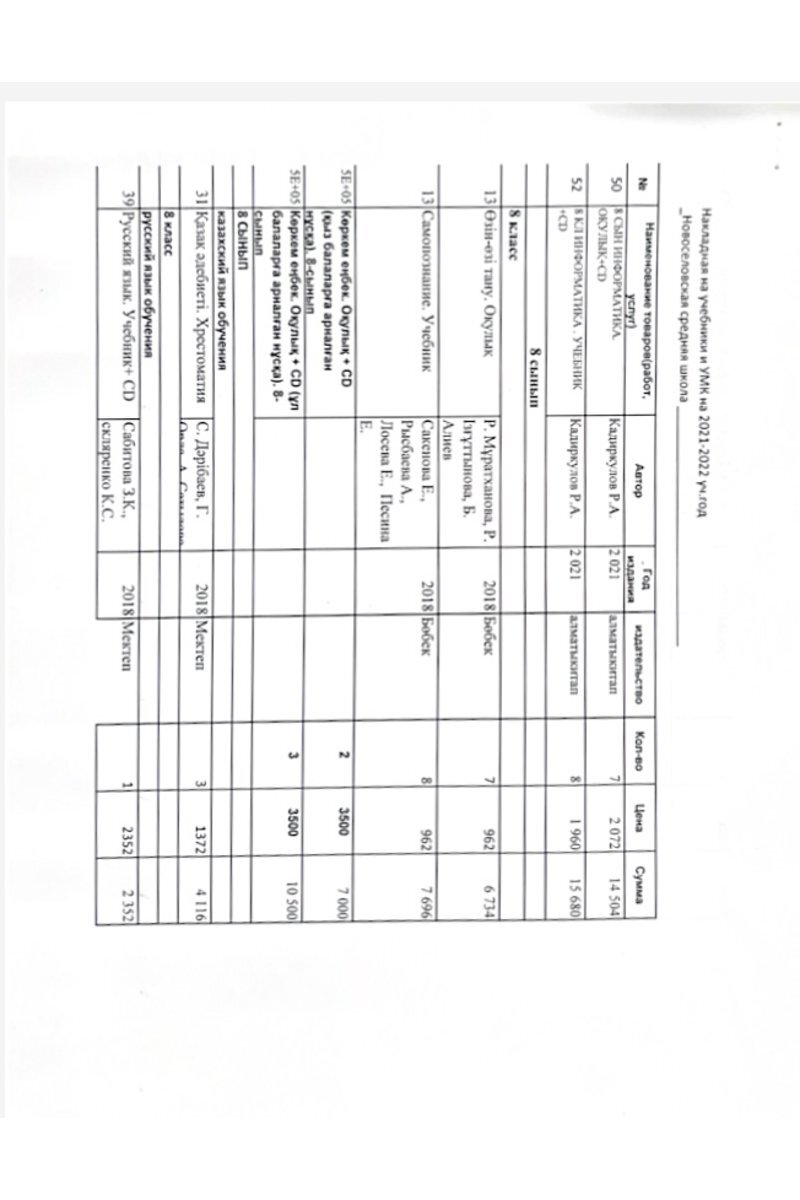 Накладная на учебники и УМК на 2021-2022 уч.год
_Новоселовская средняя школа
№ Наименование товаров(работ, услуг) Автор Год издания издательство Кол-во Цена Сумма
50 8 СЫН ИНФОРМАТИКА. ОҚУЛЫҚ+CD Кадиркулов Р.А. 2 021 алматыкитап 7 2 072 14 504
52 8 КЛ ИНФОРМАТИКА . УЧЕБНИК +CD Кадиркулов Р.А. 2 021 алматыкитап 8 1 960 15 680
8 сынып
8 класс
13 Өзін-өзі тану. Оқулық Р. Мұратханова, Р. Ізғұттынова, Б. Алиев 2018 Бөбек 7 962 6 734
13 Самопознание. Учебник Сакенова Е., Рысбаева А., Лосева Е., Песина Е. 2018 Бөбек 8 962 7 696
5E+05 Көркем еңбек. Оқулық + CD (қыз балаларға арналған нұсқа). 8-сынып 2 3500 7 000
5E+05 Көркем еңбек. Оқулық + CD (ұл балаларға арналған нұсқа). 8-сынып 3 3500 10 500
8 СЫНЫП
казахский язык обучения
31 Қазақ әдебиеті. Хрестоматия С. Дәрібаев, Г. 2018 Мектеп 3 1372 4 116
8 класс
русский язык обучения
39 Русский язык. Учебник+ CD Сабитова З.К., скляренко К.С. 2018 Мектеп 1 2352 2 352